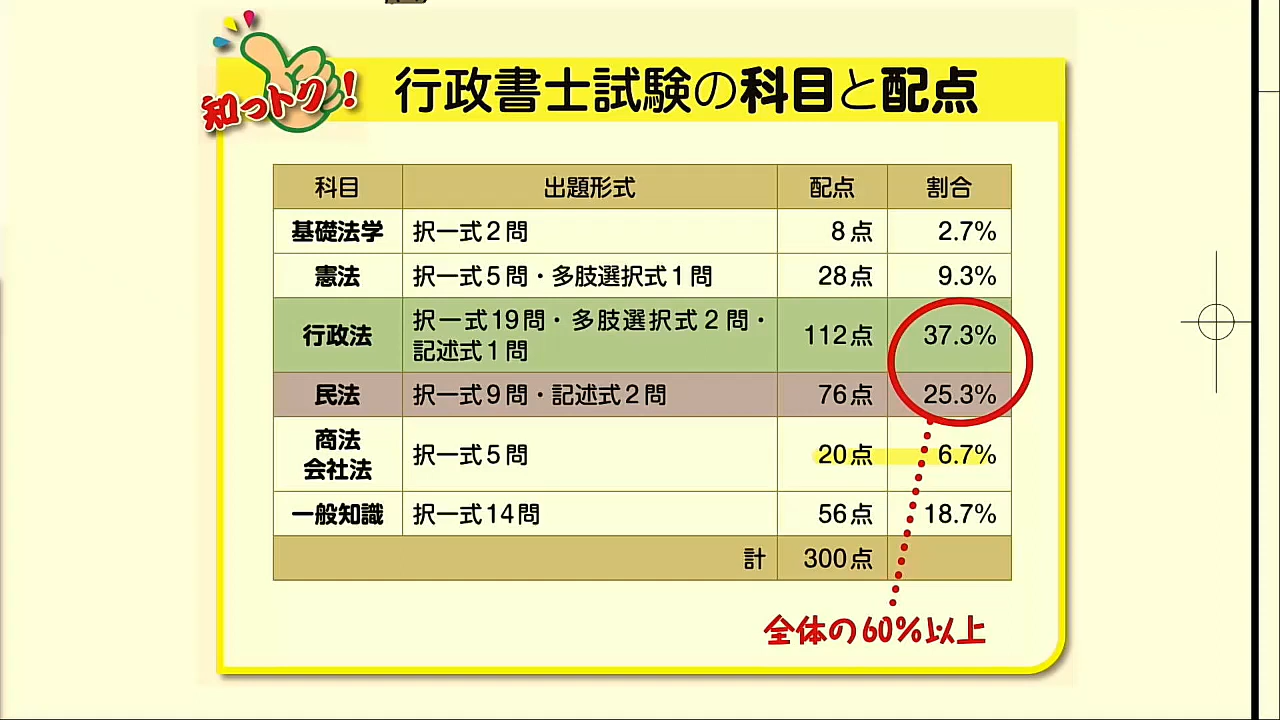 知っトク!
行政書士試験の科目と配点
科目 出題形式 配点 割合
基礎法学 択一式2問 8点 2.7%
憲法 択一式5問・多肢選択式1問 28点 9.3%
行政法 択一式19問・多肢選択式2問・
記述式1問 112点 37.3%
民法 択一式9問・記述式2問 76点 25.3%
商法
会社法 択一式5問 20点 6.7%
一般知識 択一式14問 56点 18.7%
計 300点
全体の60%以上